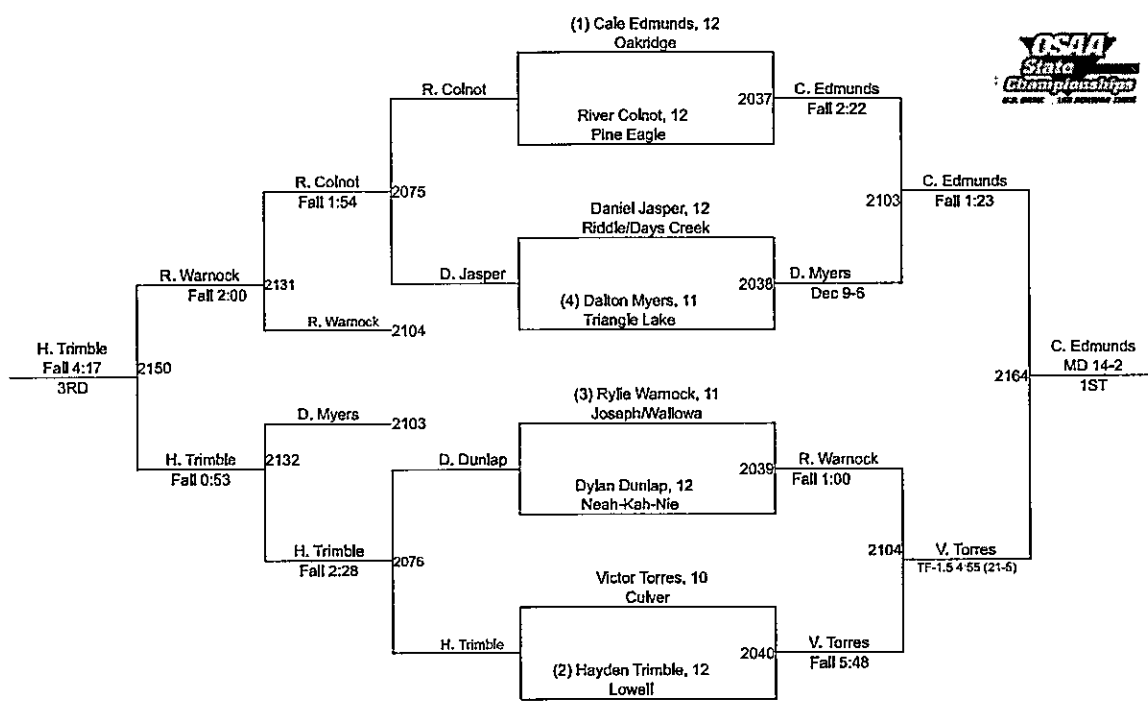 (1) Cale Edmunds, 12
Oakridge
OSAA
State
Championships
R. Colnot
2037
C. Edmunds
Fall 2:22
River Colnot, 12
Pine Eagle
R. Colnot
Fall 1:54
2075
C. Edmunds
Fall 1:23
2103
Daniel Jasper, 12
Riddle/Days Creek
D. Jasper
2038
D. Myers
Dec 9-6
(4) Dalton Myers, 11
Triangle Lake
R. Warnock
Fall 2:00
2131
R. Warnock
2104
H. Trimble
Fall 4:17
3RD
2150
C. Edmunds
MD 14-2
1ST
2164
(3) Rylie Warnock, 11
Joseph/Wallowa
D. Myers
2103
H. Trimble
Fall 0:53
2132
D. Dunlap
2039
R. Warnock
Fall 1:00
Dylan Dunlap, 12
Neah-Kah-Nie
H. Trimble
Fall 2:28
2076
2104
V. Torres
TF-1.5 4:55 (21-5)
Victor Torres, 10
Culver
H. Trimble
2040
V. Torres
Fall 5:48
(2) Hayden Trimble, 12
Lowell